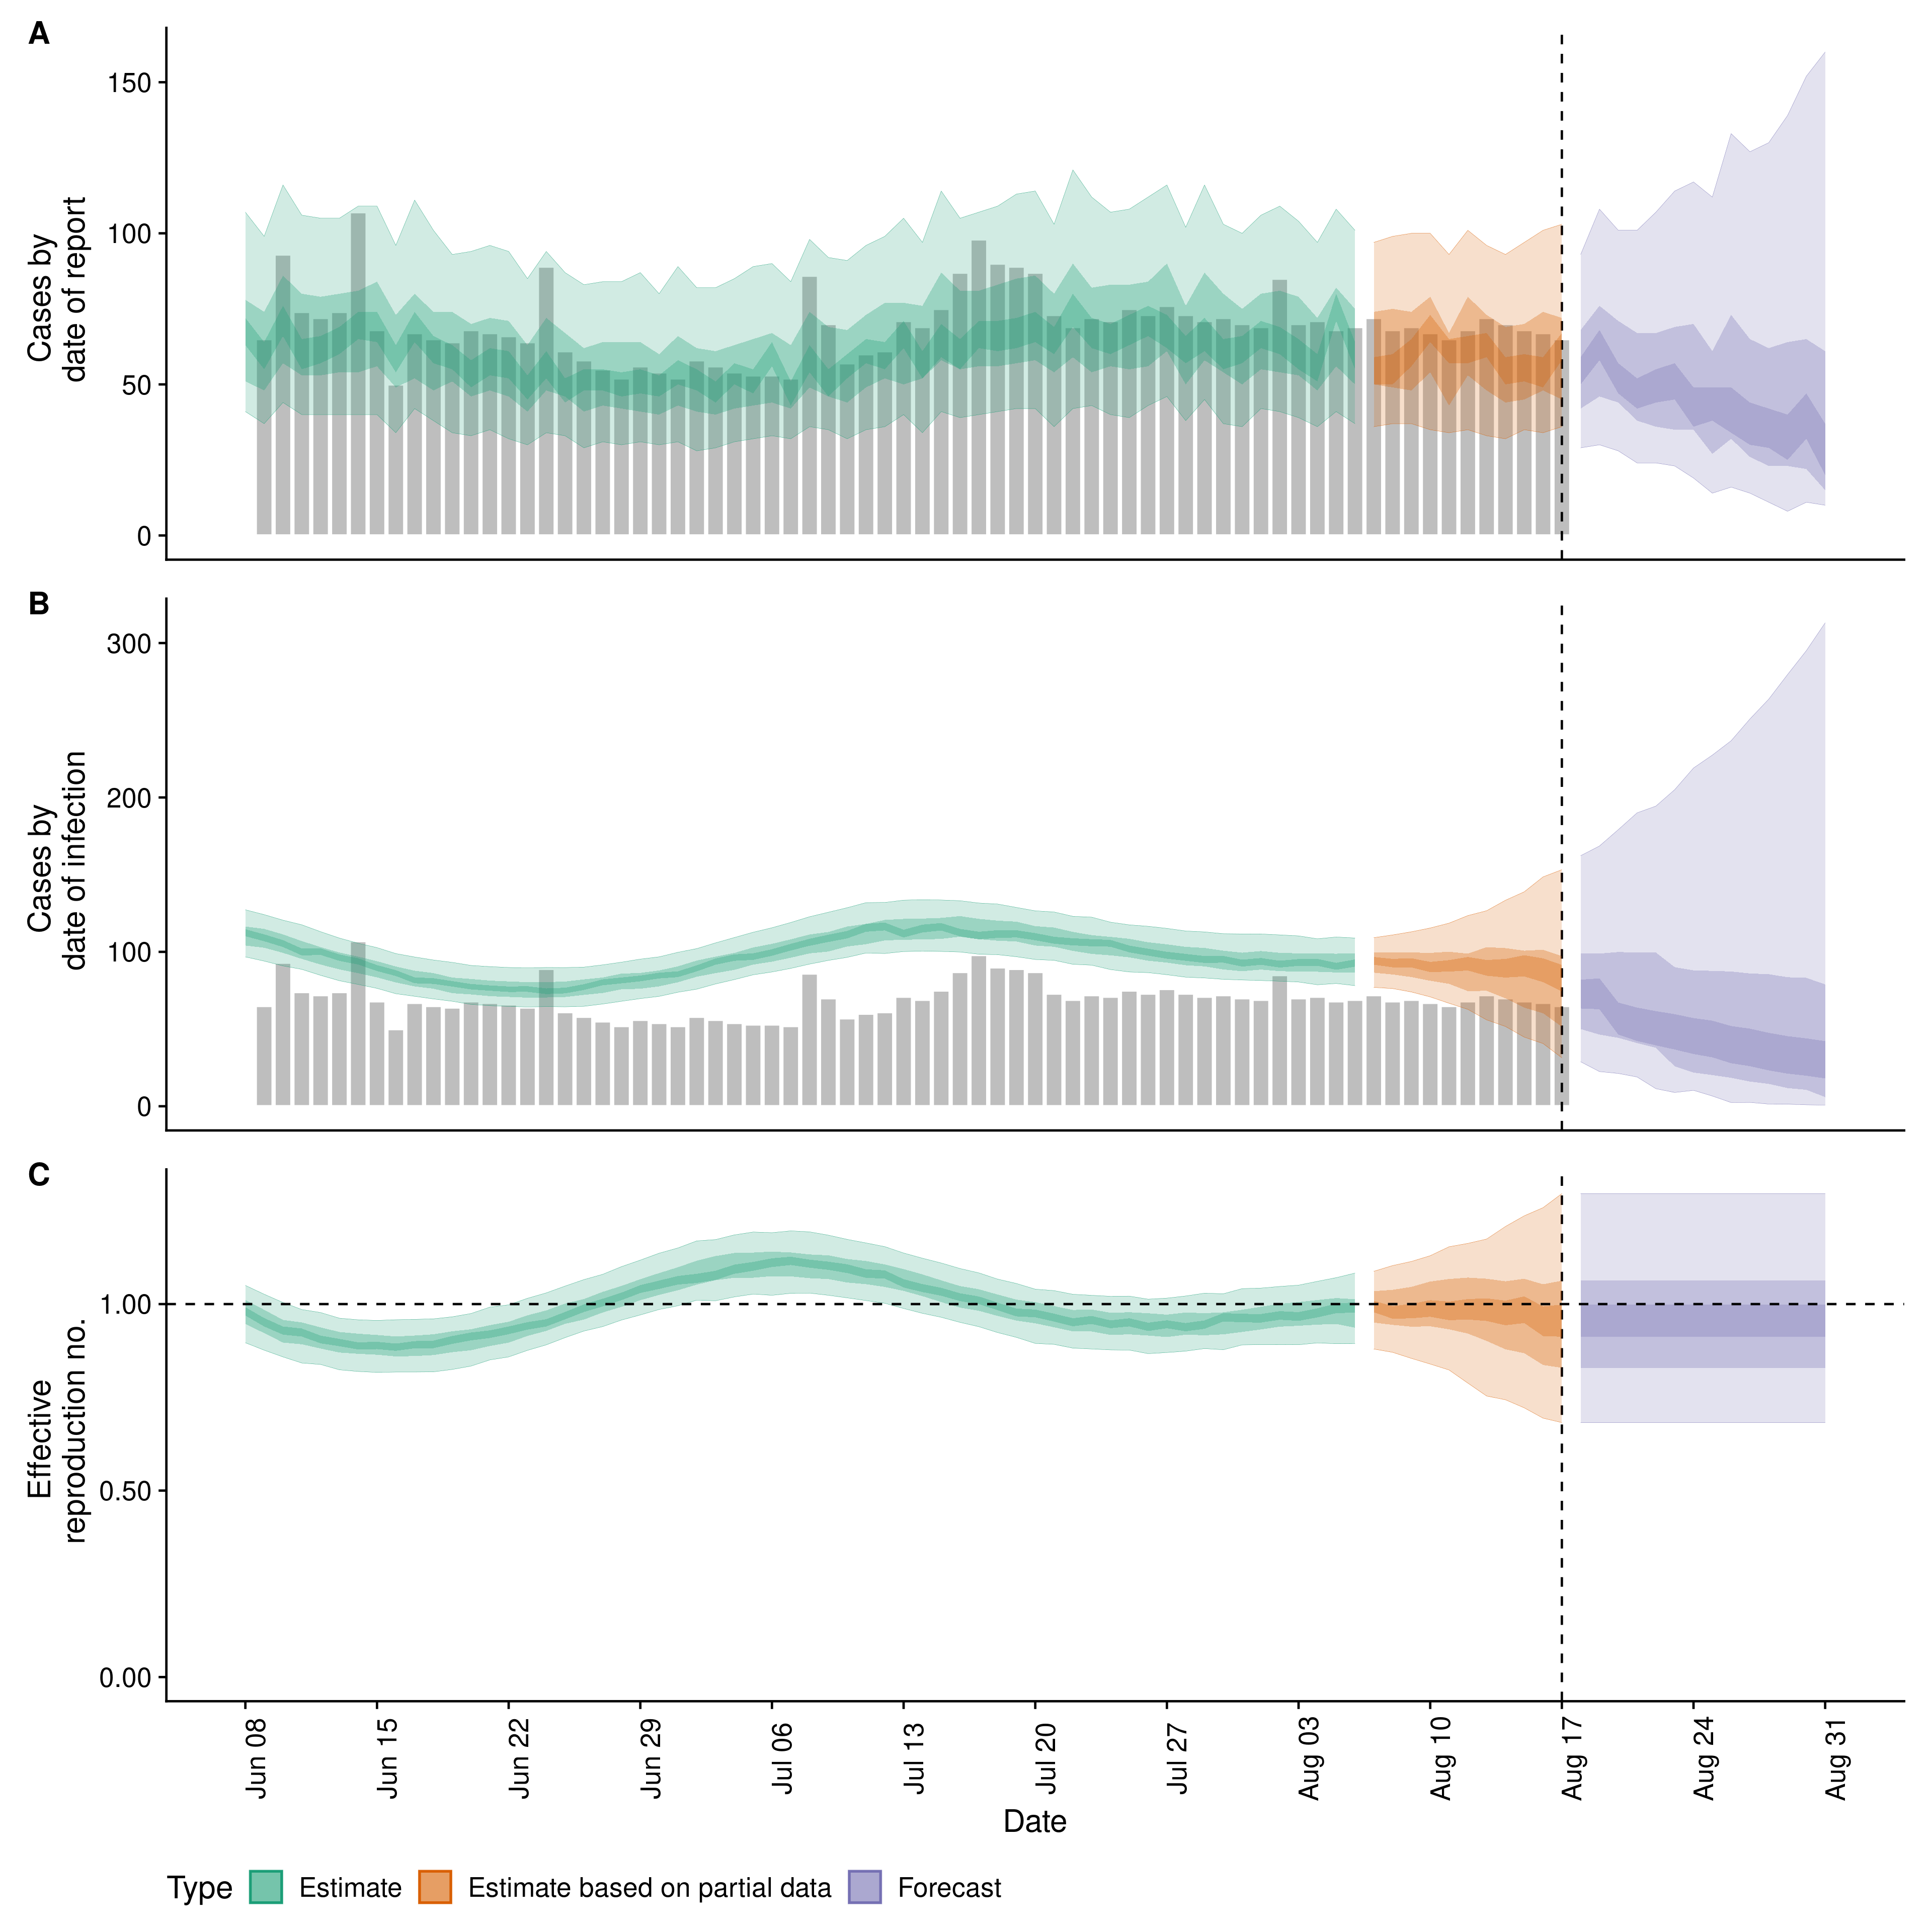 A
Cases by
date of report
150
100
50
0
B
Cases by
date of infection
300
200
100
0
C
Effective
reproduction no.
1.00
0.50
0.00
Jun 08
Jun 15
Jun 22
Jun 29
Jul 06
Jul 13
Jul 20
Jul 27
Aug 03
Aug 10
Aug 17
Aug 24
Aug 31
Date
Type Estimate Estimate based on partial data Forecast